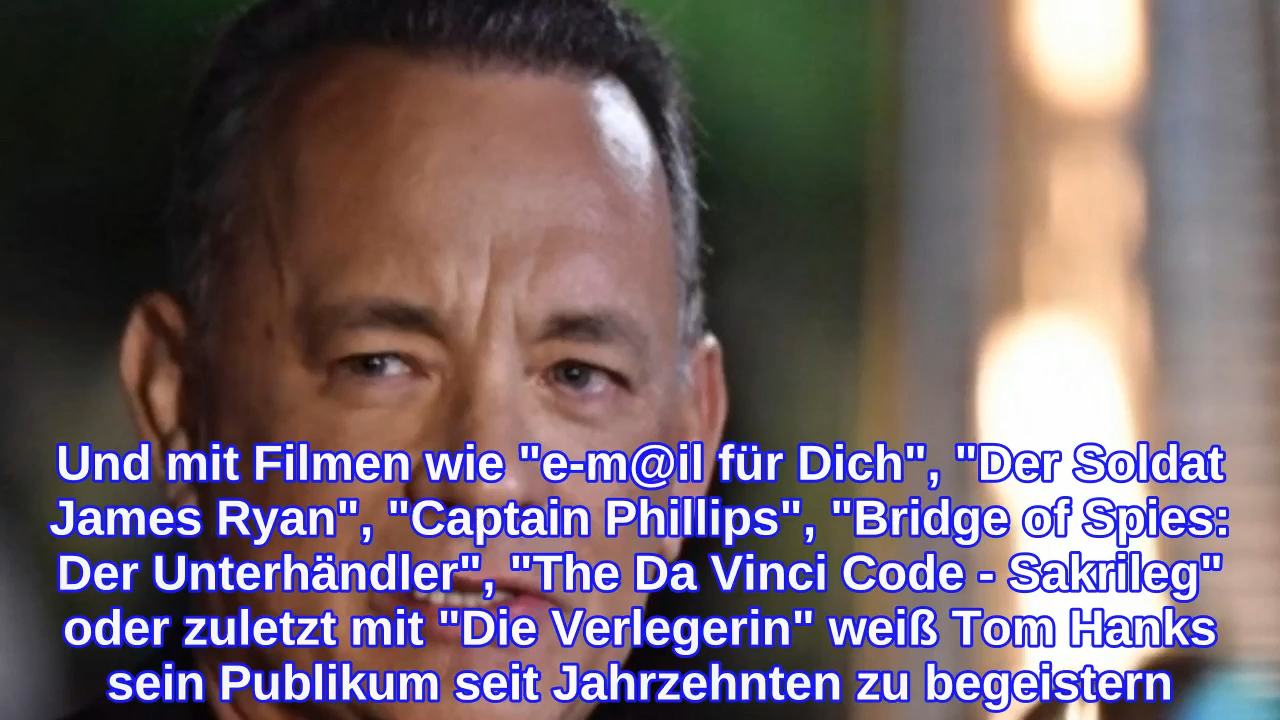 Und mit Filmen wie "e-m@il für Dich", "Der Soldat
James Ryan", "Captain Phillips", "Bridge of Spies:
Der Unterhändler", "The Da Vinci Code - Sakrileg"
oder zuletzt mit "Die Verlegerin" weiß Tom Hanks
sein Publikum seit Jahrzehnten zu begeistern